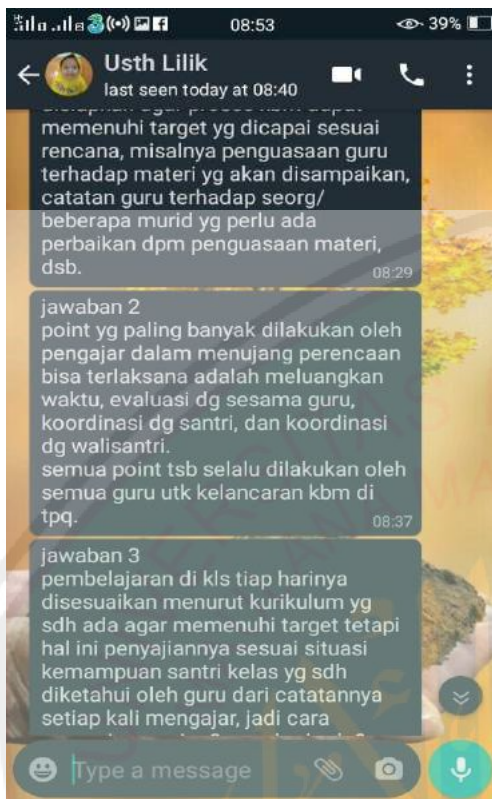 08:53
39%
Usth Lilik
last seen today at 08:40
memenuhi target yg dicapai sesuai
rencana, misalnya penguasaan guru
terhadap materi yg akan disampaikan,
catatan guru terhadap seorg/
beberapa murid yg perlu ada
perbaikan dpm penguasaan materi,
dsb.
08:29
jawaban 2
point yg paling banyak dilakukan oleh
pengajar dalam menujang perencaan
bisa terlaksana adalah meluangkan
waktu, evaluasi dg sesama guru,
koordinasi dg santri, dan koordinasi
dg walisantri.
semua point tsb selalu dilakukan oleh
semua guru utk kelancaran kbm di
tpq.
08:37
jawaban 3
pembelajaran di kls tiap harinya
disesuaikan menurut kurikulum yg
sdh ada agar memenuhi target tetapi
hal ini penyajiannya sesuai situasi
kemampuan santri kelas yg sdh
diketahui oleh guru dari catatannya
setiap kali mengajar, jadi cara
Type a message